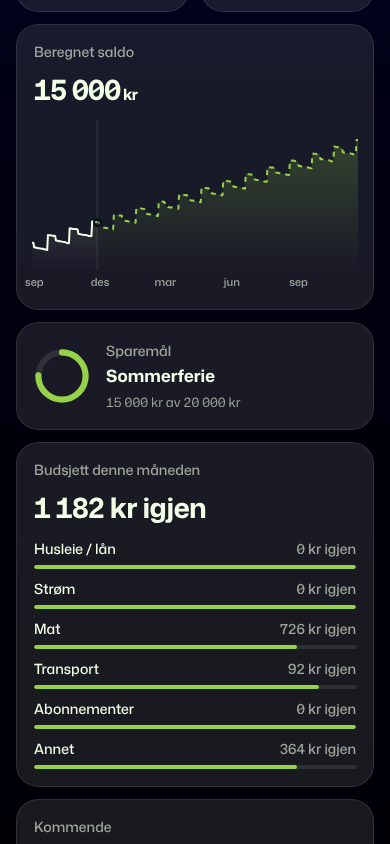 Beregnet saldo
15 000 kr
sep des mar jun sep
Sparemål
Sommerferie
15 000 kr av 20 000 kr
Budsjett denne måneden
1 182 kr igjen
Husleie / lån 0 kr igjen
Strøm 0 kr igjen
Mat 726 kr igjen
Transport 92 kr igjen
Abonnementer 0 kr igjen
Annet 364 kr igjen
Kommende